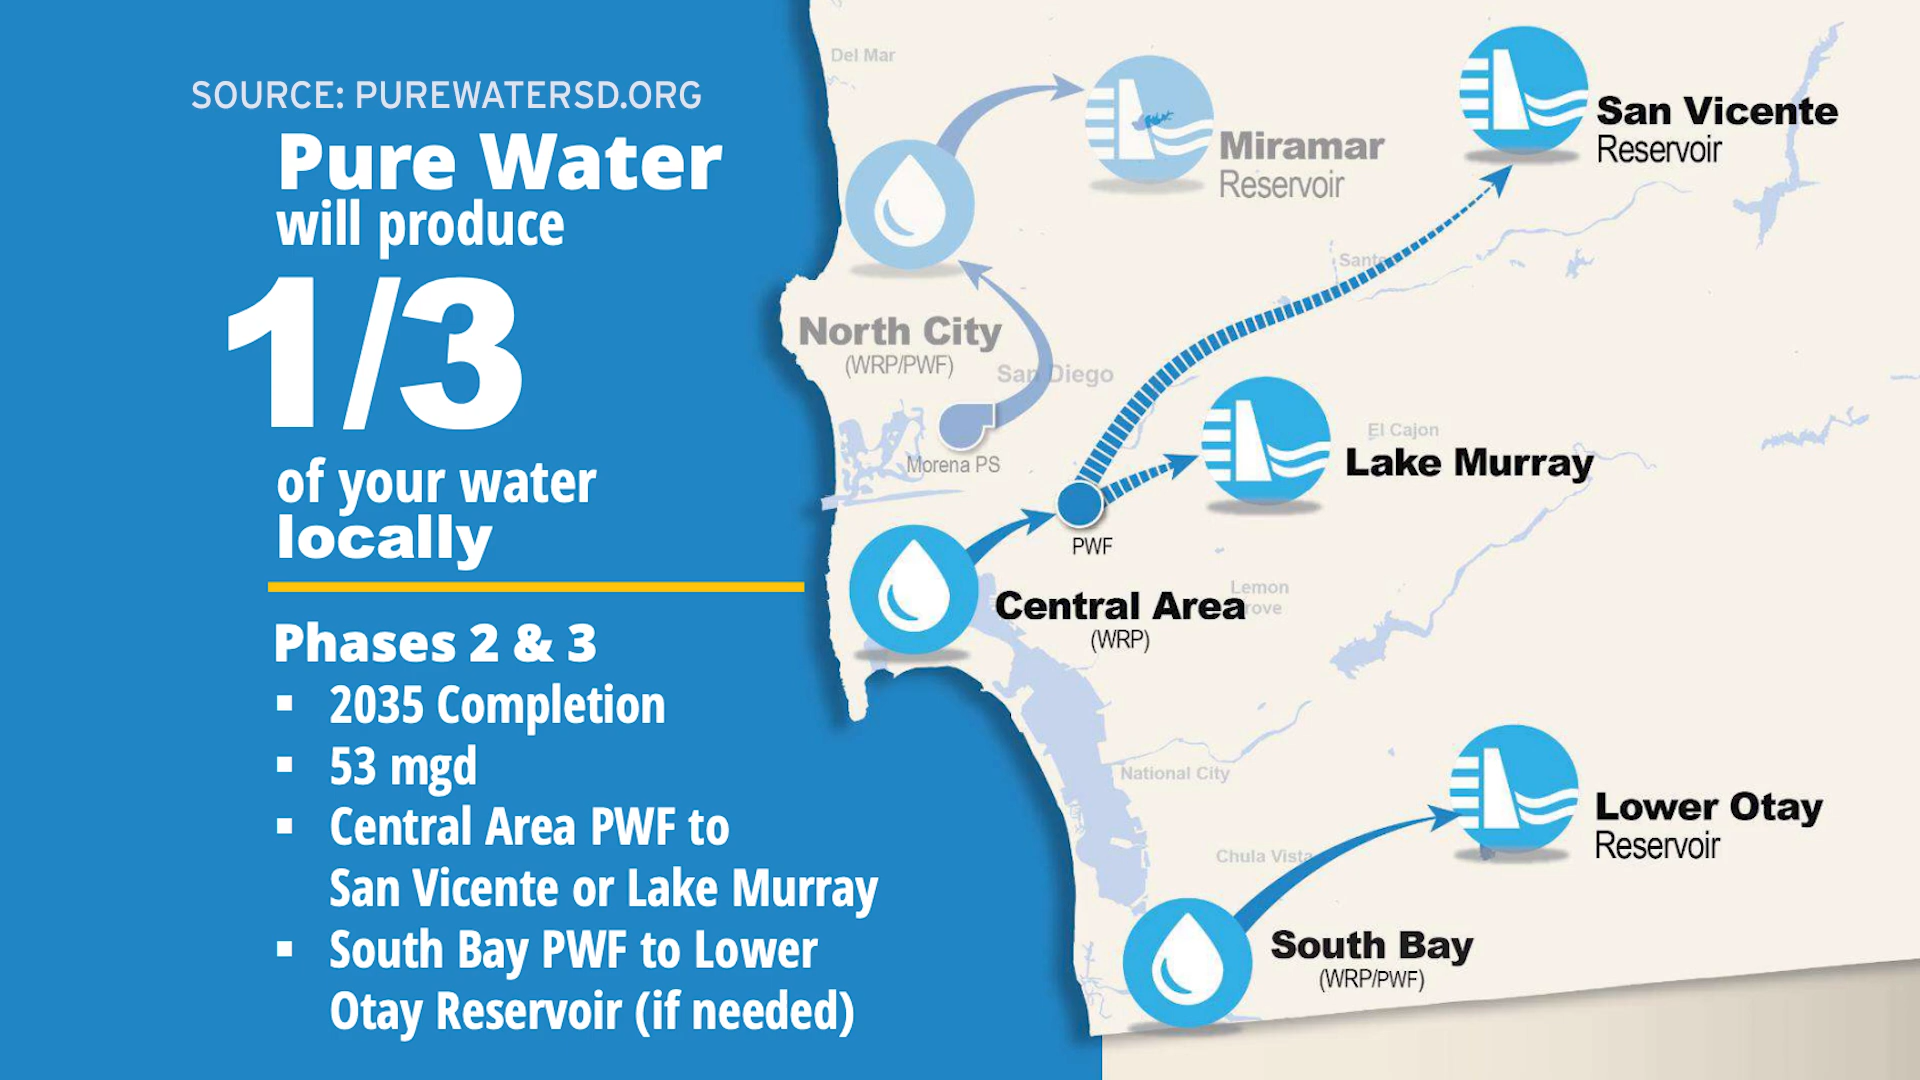 SOURCE: PUREWATERSD.ORG
Pure Water
will produce
1/3
of your water
locally
Phases 2 & 3
▪ 2035 Completion
▪ 53 mgd
▪ Central Area PWF to
San Vicente or Lake Murray
▪ South Bay PWF to Lower
Otay Reservoir (if needed)
Del Mar
Miramar
Reservoir
San Vicente
Reservoir
North City
(WRP/PWF)
San Diego
Morena PS
El Cajon
Lake Murray
PWF
Lemon
Central Area
(WRP)
National City
Chula Vista
Lower Otay
Reservoir
South Bay
(WRP/PWF)